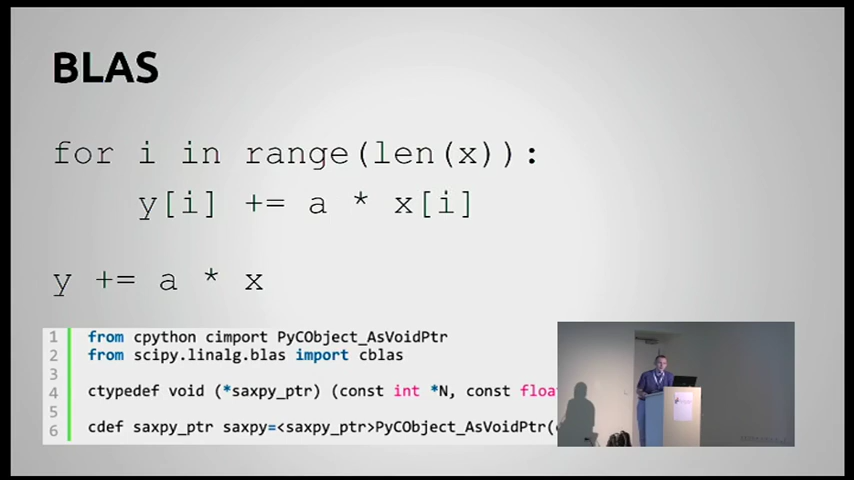 BLAS
for i in range(len(x)):
y[i] += a * x[i]
y += a * x
1 from cpython cimport PyCObject_AsVoidPtr
2 from scipy.linalg.blas import cblas
3
4 ctypedef void (*saxpy_ptr) (const int *N, const floa
5
6 cdef saxpy_ptr saxpy=<saxpy_ptr>PyCObject_AsVoidPtr(